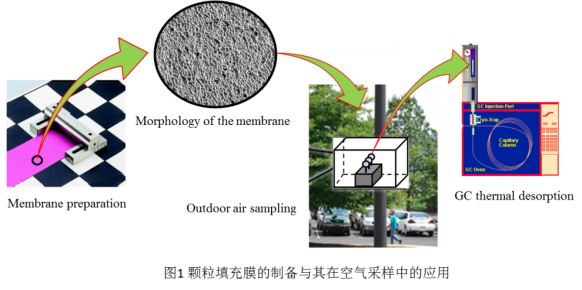 Morphology of the membrane
Membrane preparation
Outdoor air sampling
GC Injection Port
Cryo-Trap
Capillary
Column
GC Oven
GC thermal desorption
图1 颗粒填充膜的制备与其在空气采样中的应用